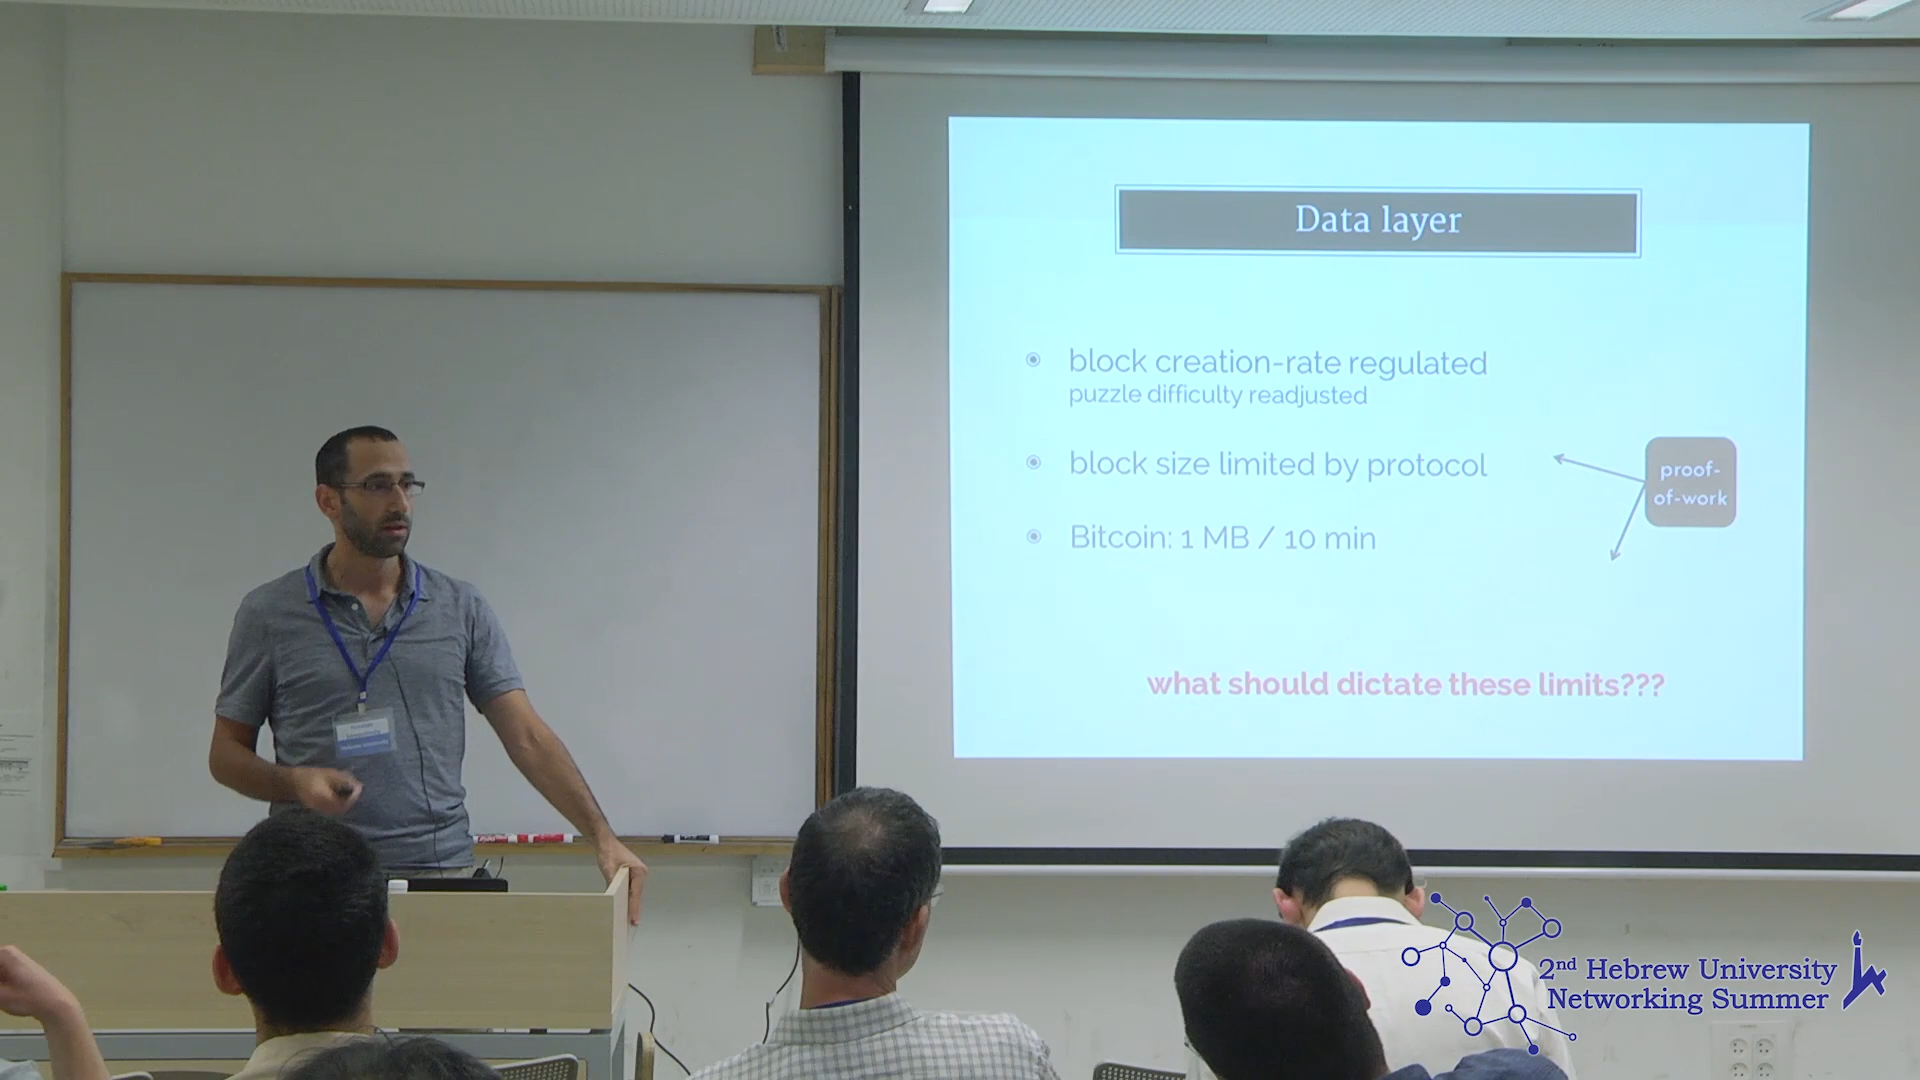 Data layer
block creation-rate regulated
puzzle difficulty readjusted
block size limited by protocol
proof-
of-work
Bitcoin: 1 MB / 10 min
what should dictate these limits???
2nd Hebrew University
Networking Summer